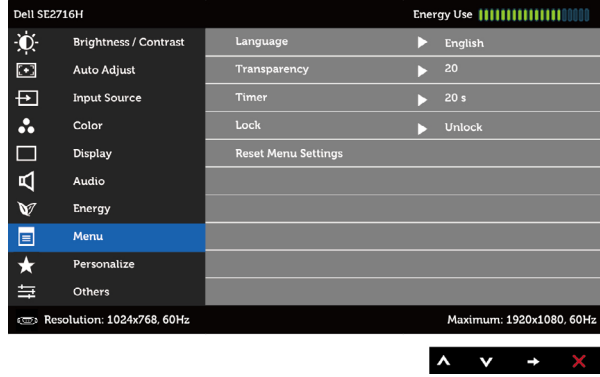 Dell SE2716H Energy Use
Brightness / Contrast Language English
Auto Adjust Transparency 20
Input Source Timer 20 s
Color Lock Unlock
Display Reset Menu Settings
Audio
Energy
Menu
Personalize
Others
Resolution: 1024x768, 60Hz Maximum: 1920x1080, 60Hz